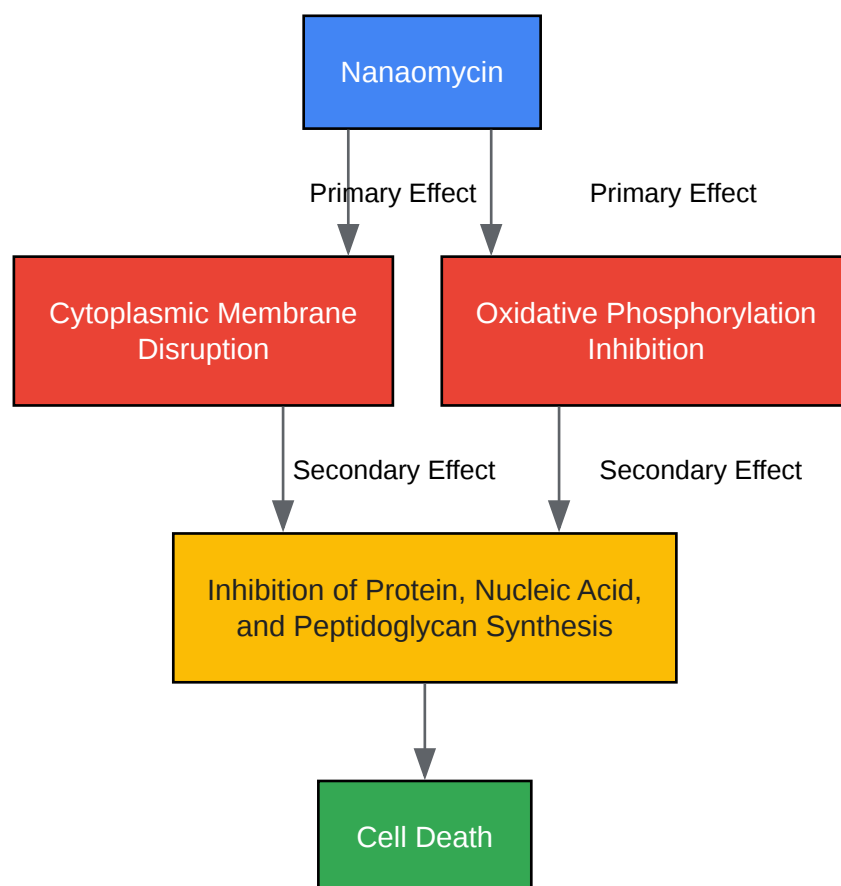 Nanaomycin
Primary Effect
Primary Effect
Cytoplasmic Membrane
Disruption
Oxidative Phosphorylation
Inhibition
Secondary Effect
Secondary Effect
Inhibition of Protein, Nucleic Acid,
and Peptidoglycan Synthesis
Cell Death